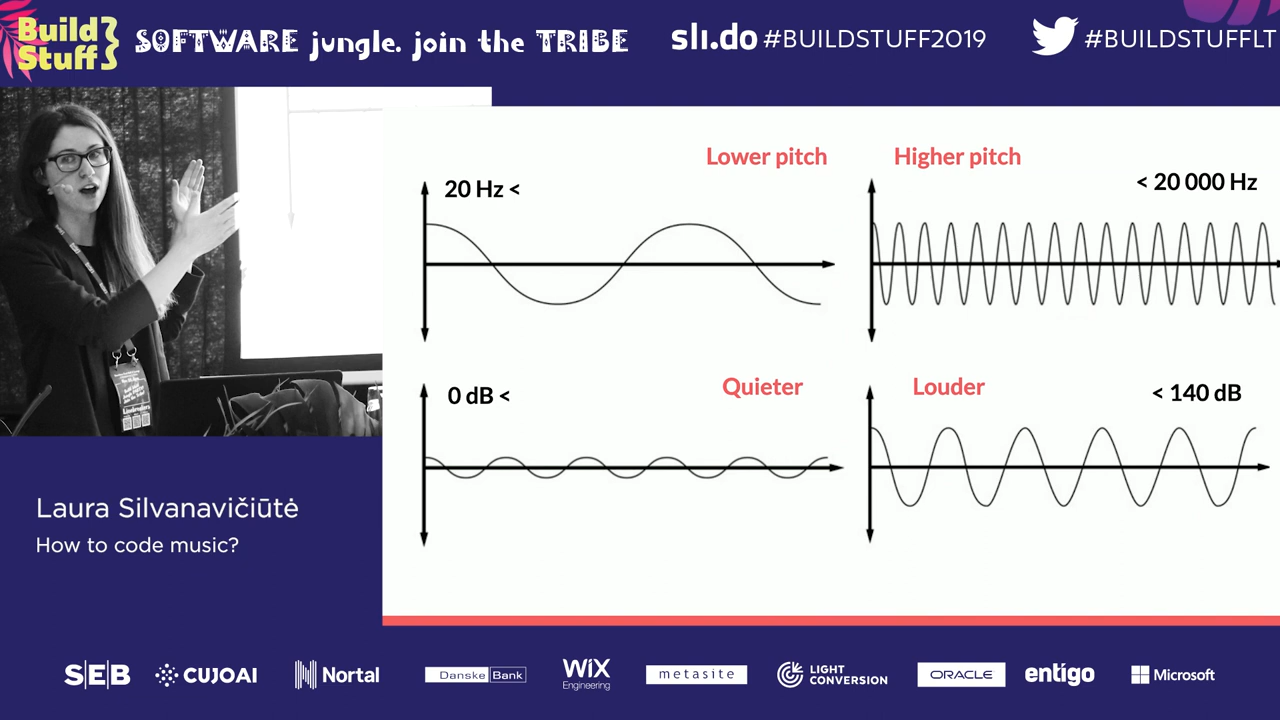 Build
Stuff
SOFTWARE jungle. join the TRIBE
sli.do #BUILDSTUFF2019
#BUILDSTUFFLT
Lower pitch
Higher pitch
20 Hz <
< 20 000 Hz
0 dB <
Quieter
Louder
< 140 dB
Laura Silvanavičiūtė
How to code music?
SEB
CUJOAI
Nortal
Danske Bank
WiX
Engineering
metasite
LIGHT
CONVERSION
ORACLE
entigo
Microsoft